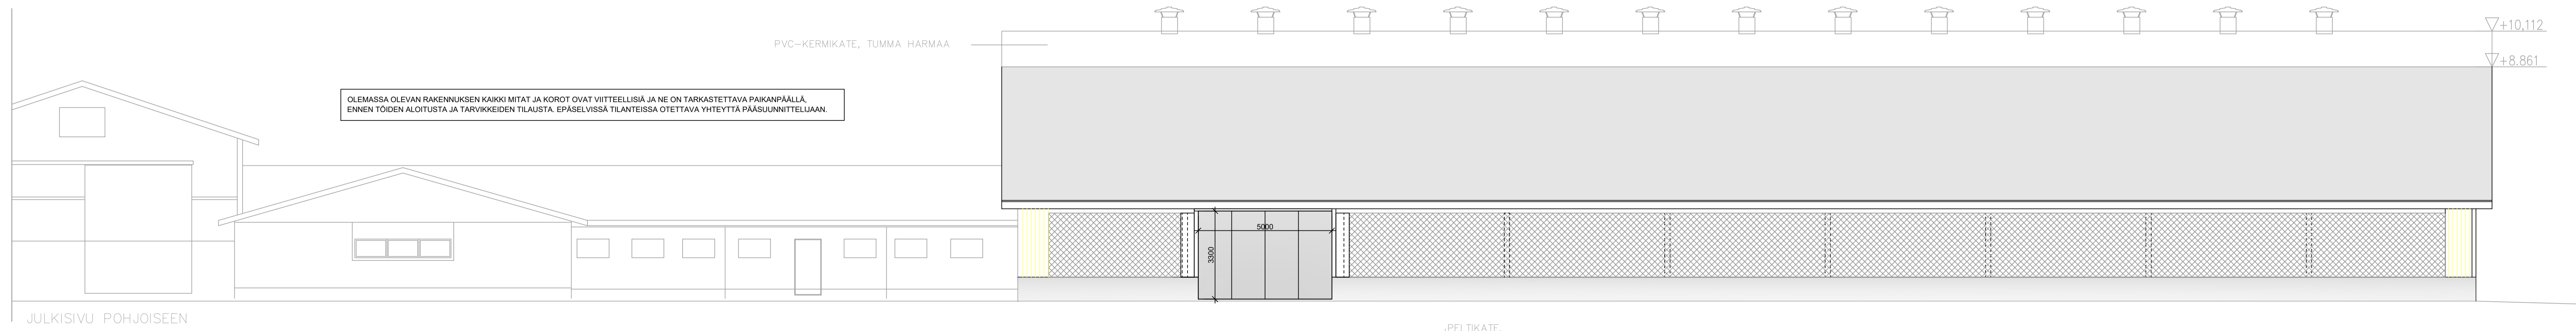 +10,112
PVC-KERMIKATE, TUMMA HARMAA
+8.861
OLEMASSA OLEVAN RAKENNUKSEN KAIKKI MITAT JA KOROT OVAT VIITTEELLISIÄ JA NE ON TARKASTETTAVA PAIKANPÄÄLLÄ,
ENNEN TÖIDEN ALOITUSTA JA TARVIKKEIDEN TILAUSTA. EPÄSELVISSÄ TILANTEISSA OTETTAVA YHTEYTTÄ PÄÄSUUNNITTELIJAAN.
5000
3300
JULKISIVU POHJOISEEN